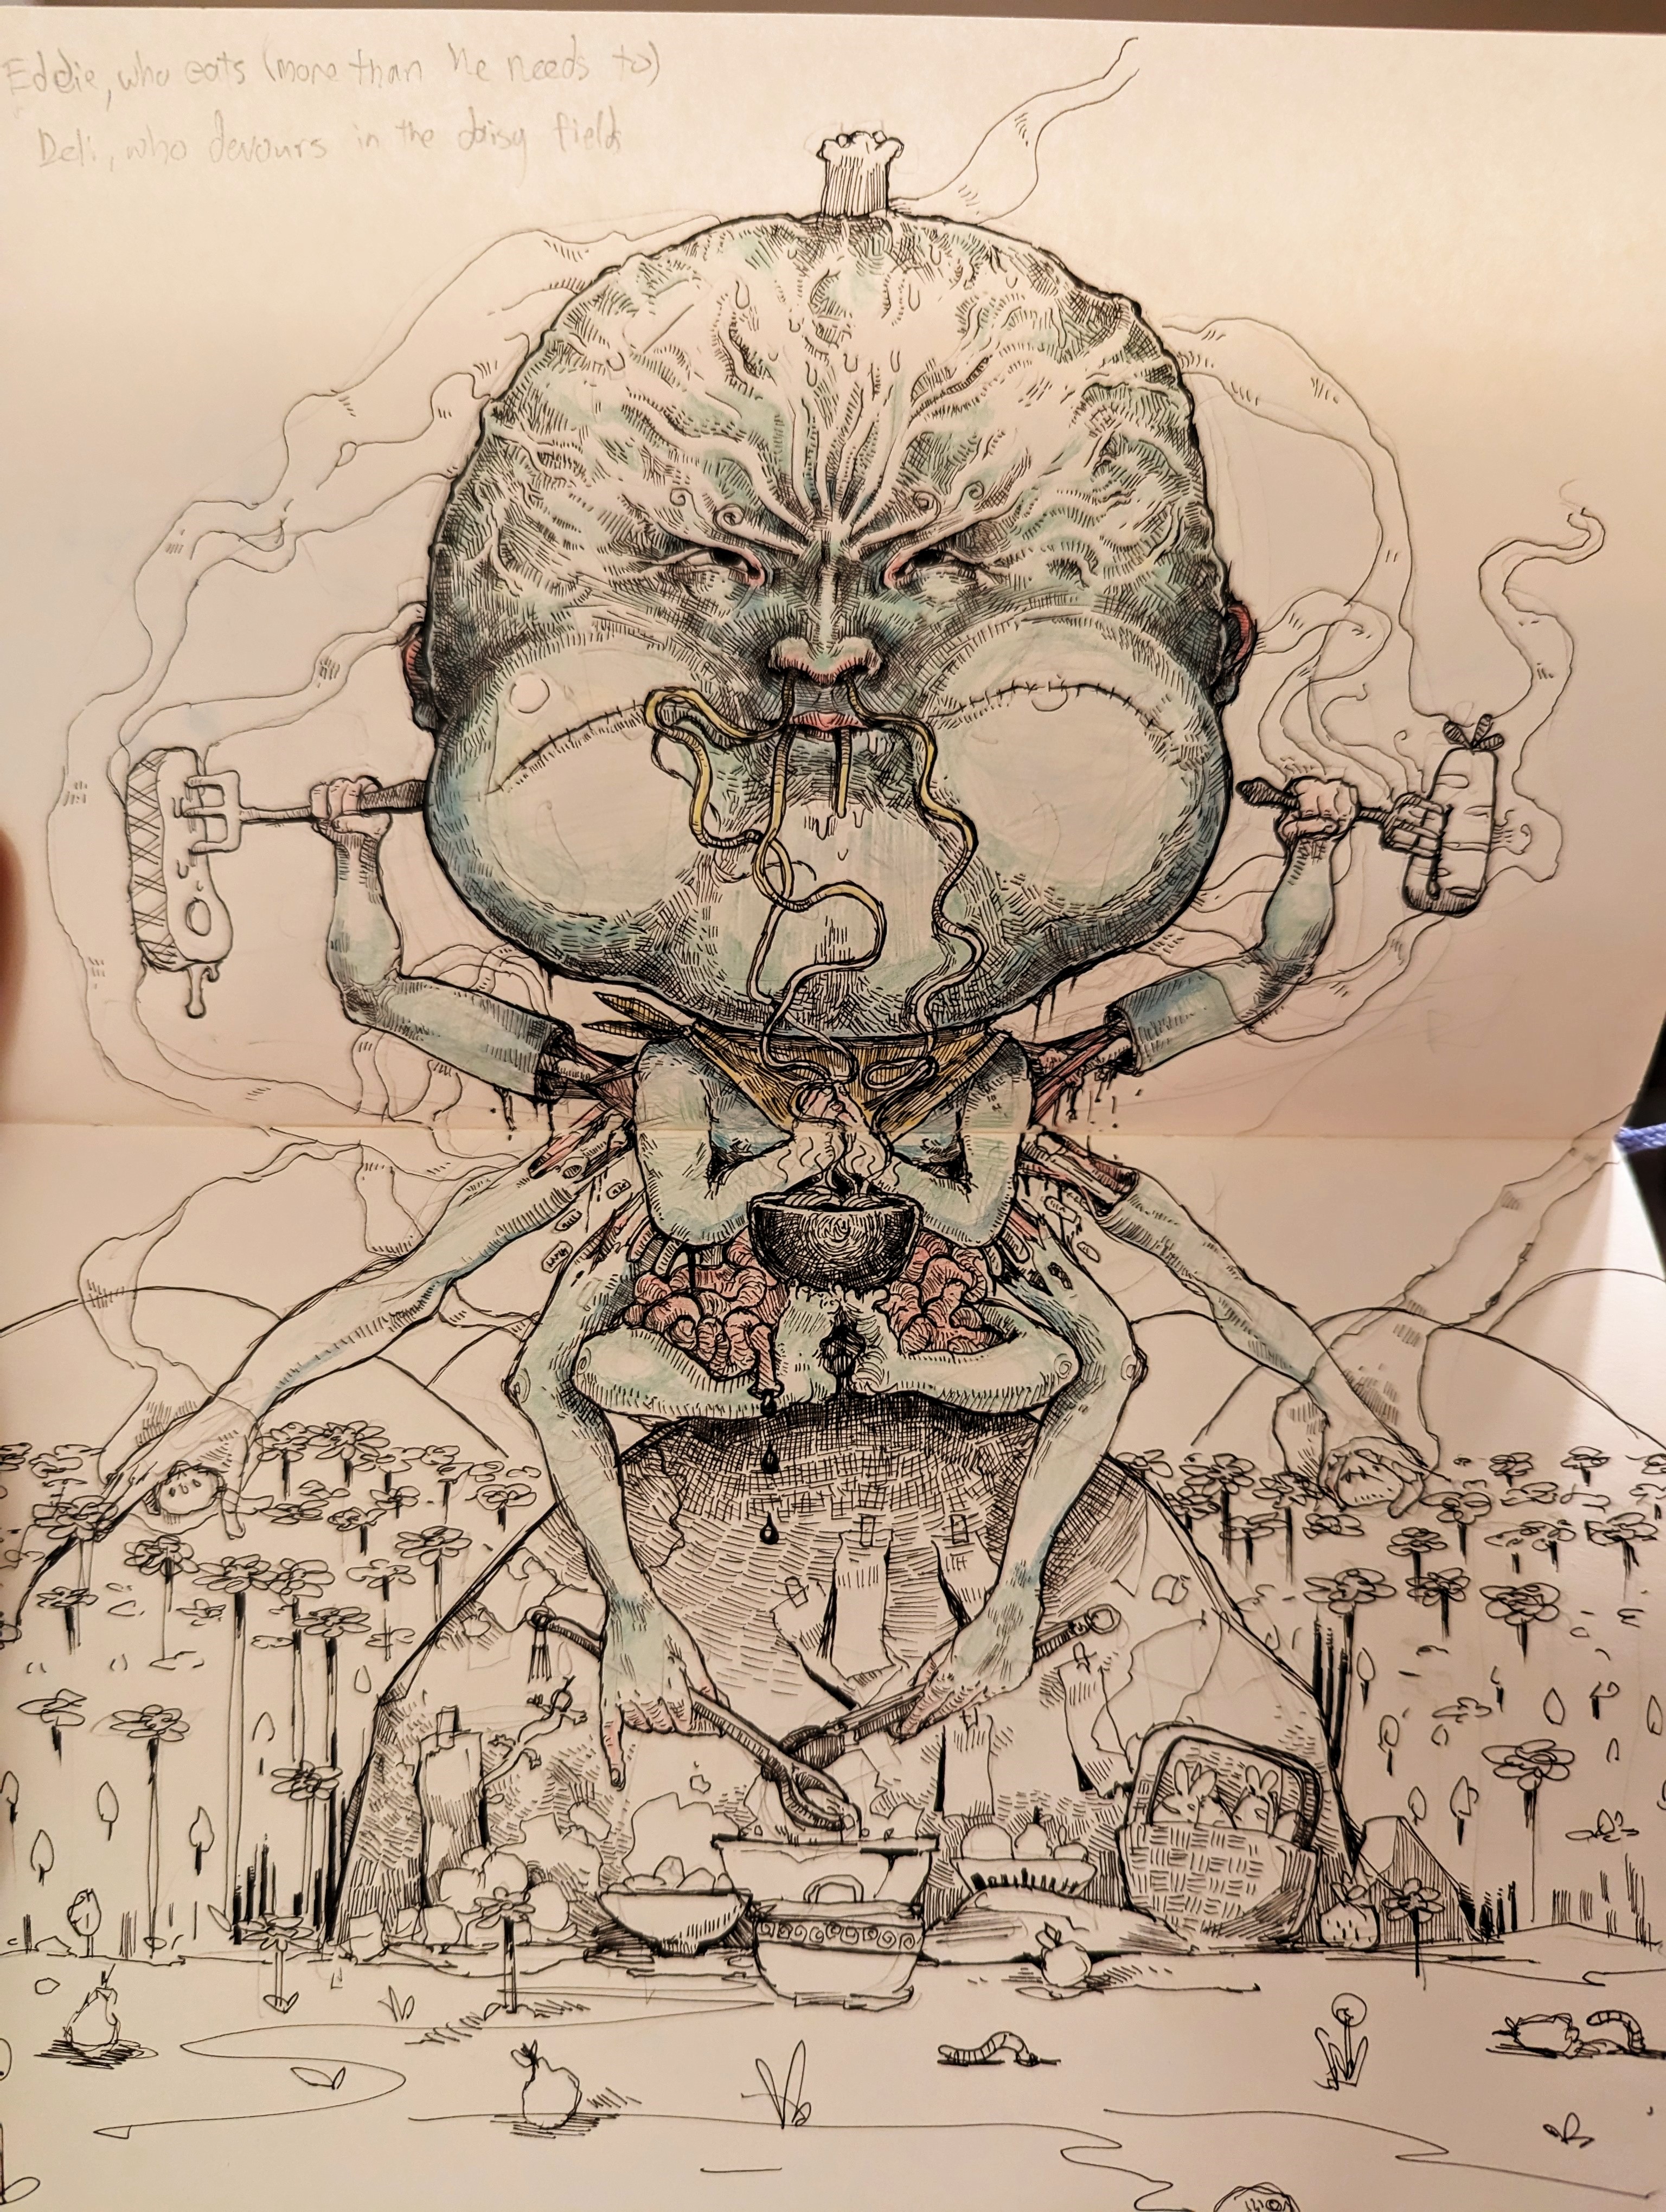 Eddie, who eats (more than he needs to)
Deli, who devours in the daisy field